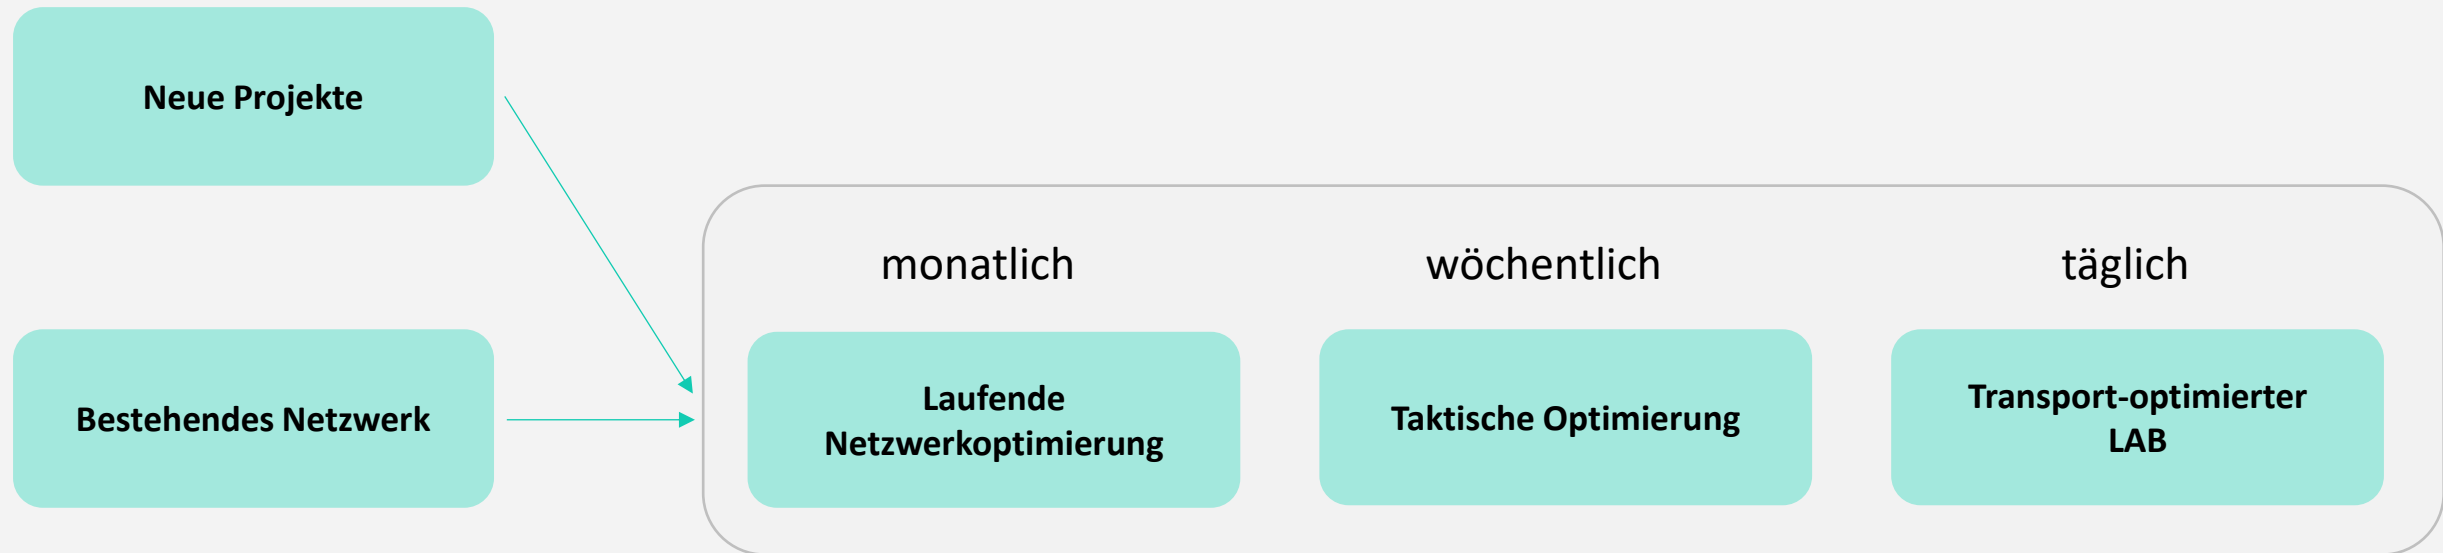 Neue Projekte
monatlich
wöchentlich
täglich
Bestehendes Netzwerk
Laufende
Netzwerkoptimierung
Taktische Optimierung
Transport-optimierter
LAB